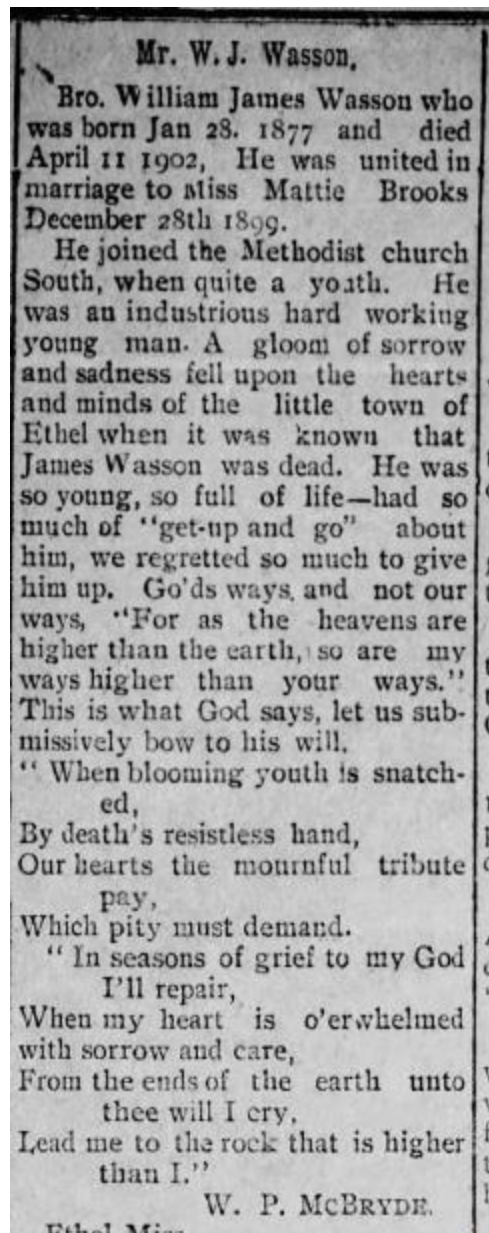 Mr. W. J. Wasson.
Bro. William James Wasson who
was born Jan 28. 1877 and died
April 11 1902, He was united in
marriage to Miss Mattie Brooks
December 28th 1899.
He joined the Methodist church
South, when quite a yoath. He
was an industrious hard working
young man. A gloom of sorrow
and sadness fell upon the hearts
and minds of the little town of
Ethel when it was known that
James Wasson was dead. He was
so young, so full of life—had so
much of "get-up and go" about
him, we regretted so much to give
him up. Go'ds ways, and not our
ways, "For as the heavens are
higher than the earth, so are my
ways higher than your ways."
This is what God says, let us sub-
missively bow to his will.
" When blooming youth is snatch-
ed,
By death's resistless hand,
Our hearts the mournful tribute
pay,
Which pity must demand.
" In seasons of grief to my God
I'll repair,
When my heart is o'erwhelmed
with sorrow and care,
From the ends of the earth unto
thee will I cry,
Lead me to the rock that is higher
than I."
W. P. McBryde.
Ethel Miss